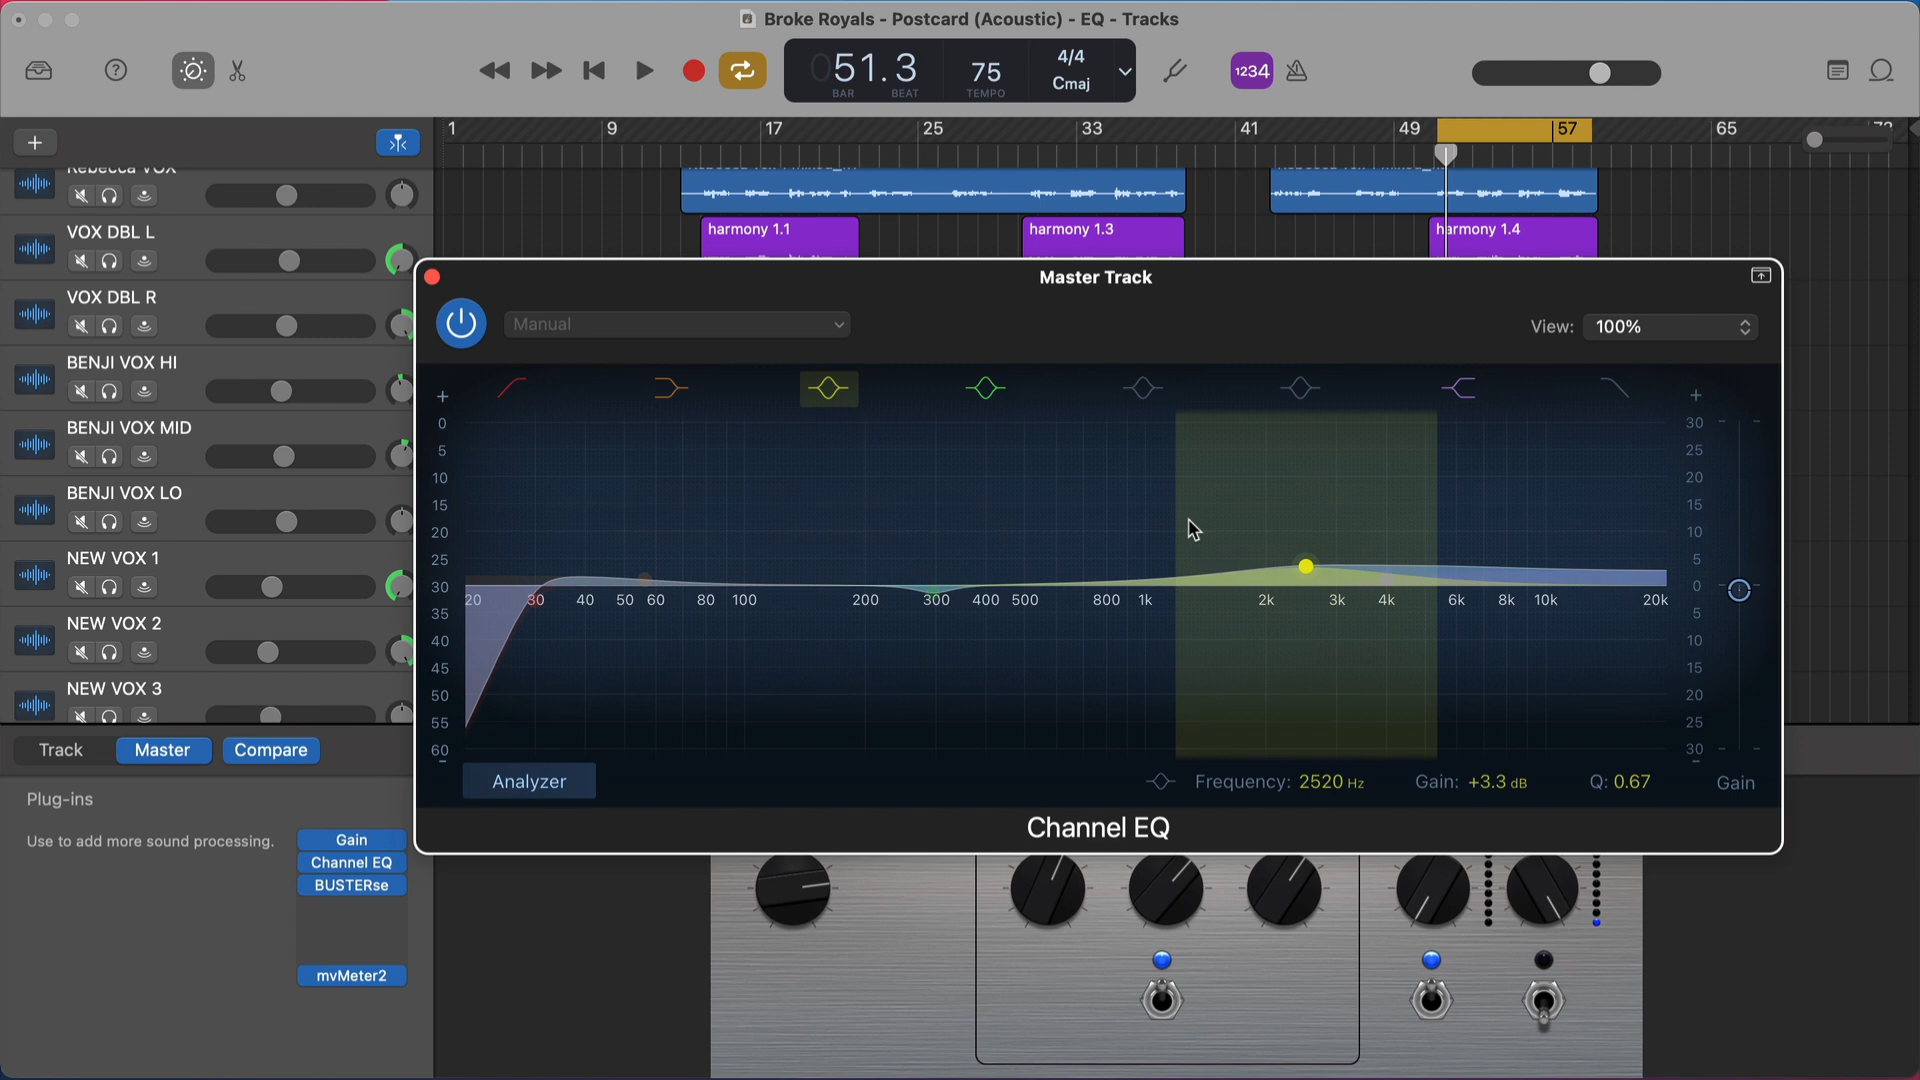 Broke Royals - Postcard (Acoustic) - EQ - Tracks
051.3
BAR BEAT
75
TEMPO
4/4
Cmaj
1234
1 9 17 25 33 41 49 57 65
Rebecca VOX
VOX DBL L
VOX DBL R
BENJI VOX HI
BENJI VOX MID
BENJI VOX LO
NEW VOX 1
NEW VOX 2
NEW VOX 3
harmony 1.1
harmony 1.3
harmony 1.4
Master Track
Manual
View: 100%
+ +
0 30
5 25
10 20
15 15
20 10
25 5
30 0
20 30 40 50 60 80 100 200 300 400 500 800 1k 2k 3k 4k 6k 8k 10k 20k
35 5
40 10
45 15
50 20
55 25
60 30
- -
Analyzer
Frequency: 2520 Hz
Gain: +3.3 dB
Q: 0.67
Gain
Channel EQ
Track
Master
Compare
Plug-ins
Use to add more sound processing.
Gain
Channel EQ
BUSTERse
mvMeter2